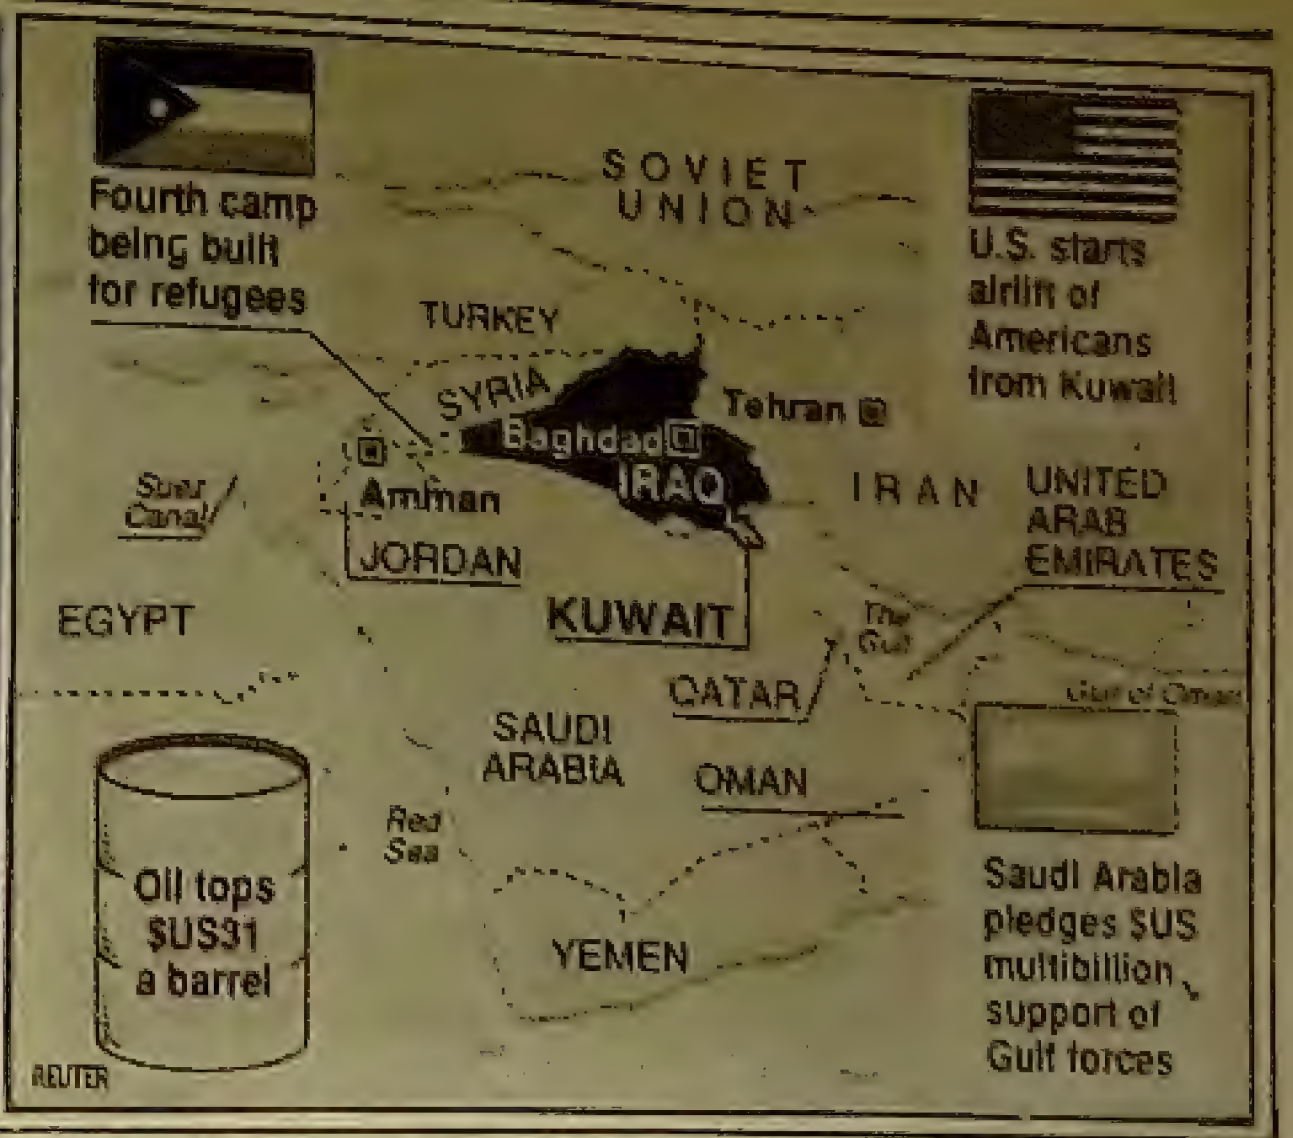 Fourth camp
being built
for refugees
SOVIET
UNION
U.S. starts
airlift of
Americans
from Kuwait
TURKEY
SYRIA
Tehran
Baghdad
IRAQ
IRAN
Amman
JORDAN
Suez
Canal
UNITED
ARAB
EMIRATES
EGYPT
KUWAIT
The
Gulf
QATAR
Gulf of Oman
SAUDI
ARABIA
OMAN
Red
Sea
Oil tops
$US31
a barrel
YEMEN
Saudi Arabia
pledges $US
multibillion
support of
Gulf forces
REUTER